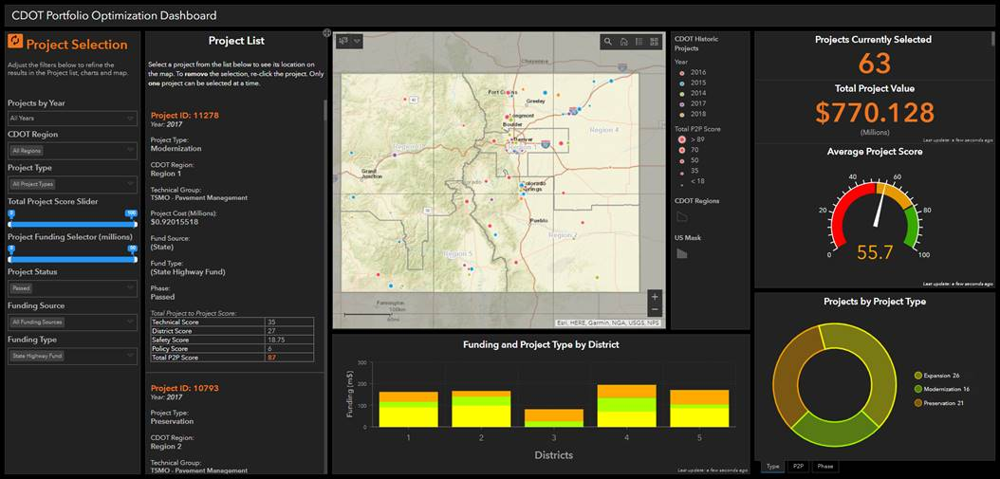 CDOT Portfolio Optimization Dashboard
Project Selection
Adjust the filters below to refine the
results in the Project list, charts and map.
Projects by Year
All Years
CDOT Region
All Regions
Project Type
All Project Types
Total Project Score Slider
0 100
Project Funding Selector (millions)
0 50
Project Status
Passed
Funding Source
All Funding Sources
Funding Type
State Highway Fund
Project List
Select a project from the list below to see its location on
the map. To remove the selection, re-click the project. Only
one project can be selected at a time.
Project ID: 11278
Year: 2017
Project Type:
Modernization
CDOT Region:
Region 1
Technical Group:
TSMO - Pavement Management
Project Cost (Millions):
$0.92015518
Fund Source:
(State)
Fund Type:
(State Highway Fund)
Phase:
Passed
Total Project to Project Score:
Technical Score 35
District Score 27
Safety Score 18.75
Policy Score 6
Total P2P Score 87
Project ID: 10793
Year: 2017
Project Type:
Preservation
CDOT Region:
Region 2
Technical Group:
TSMO - Pavement Management
Cheyenne
Fort Collins
Greeley
Longmont
Boulder
Denver
Region 4
Region 1
Grand
Junction
Colorado
Springs
Pueblo
Region 2
Region 5
Farmington
100km
60mi
Esri, HERE, Garmin, NGA, USGS, NPS
CDOT Historic
Projects
Year
2016
2015
2014
2017
2018
Total P2P Score
> 89
70
50
35
< 18
CDOT Regions
US Mask
Funding and Project Type by District
Funding (m$)
300
200
100
0
1 2 3 4 5
Districts
Last update: a few seconds ago
Projects Currently Selected
63
Total Project Value
$770.128
(Millions)
Last update: a few seconds ago
Average Project Score
0 20 40 60 80 100
55.7
Last update: a few seconds ago
Projects by Project Type
Expansion 26
Modernization 16
Preservation 21
Type P2P Phase